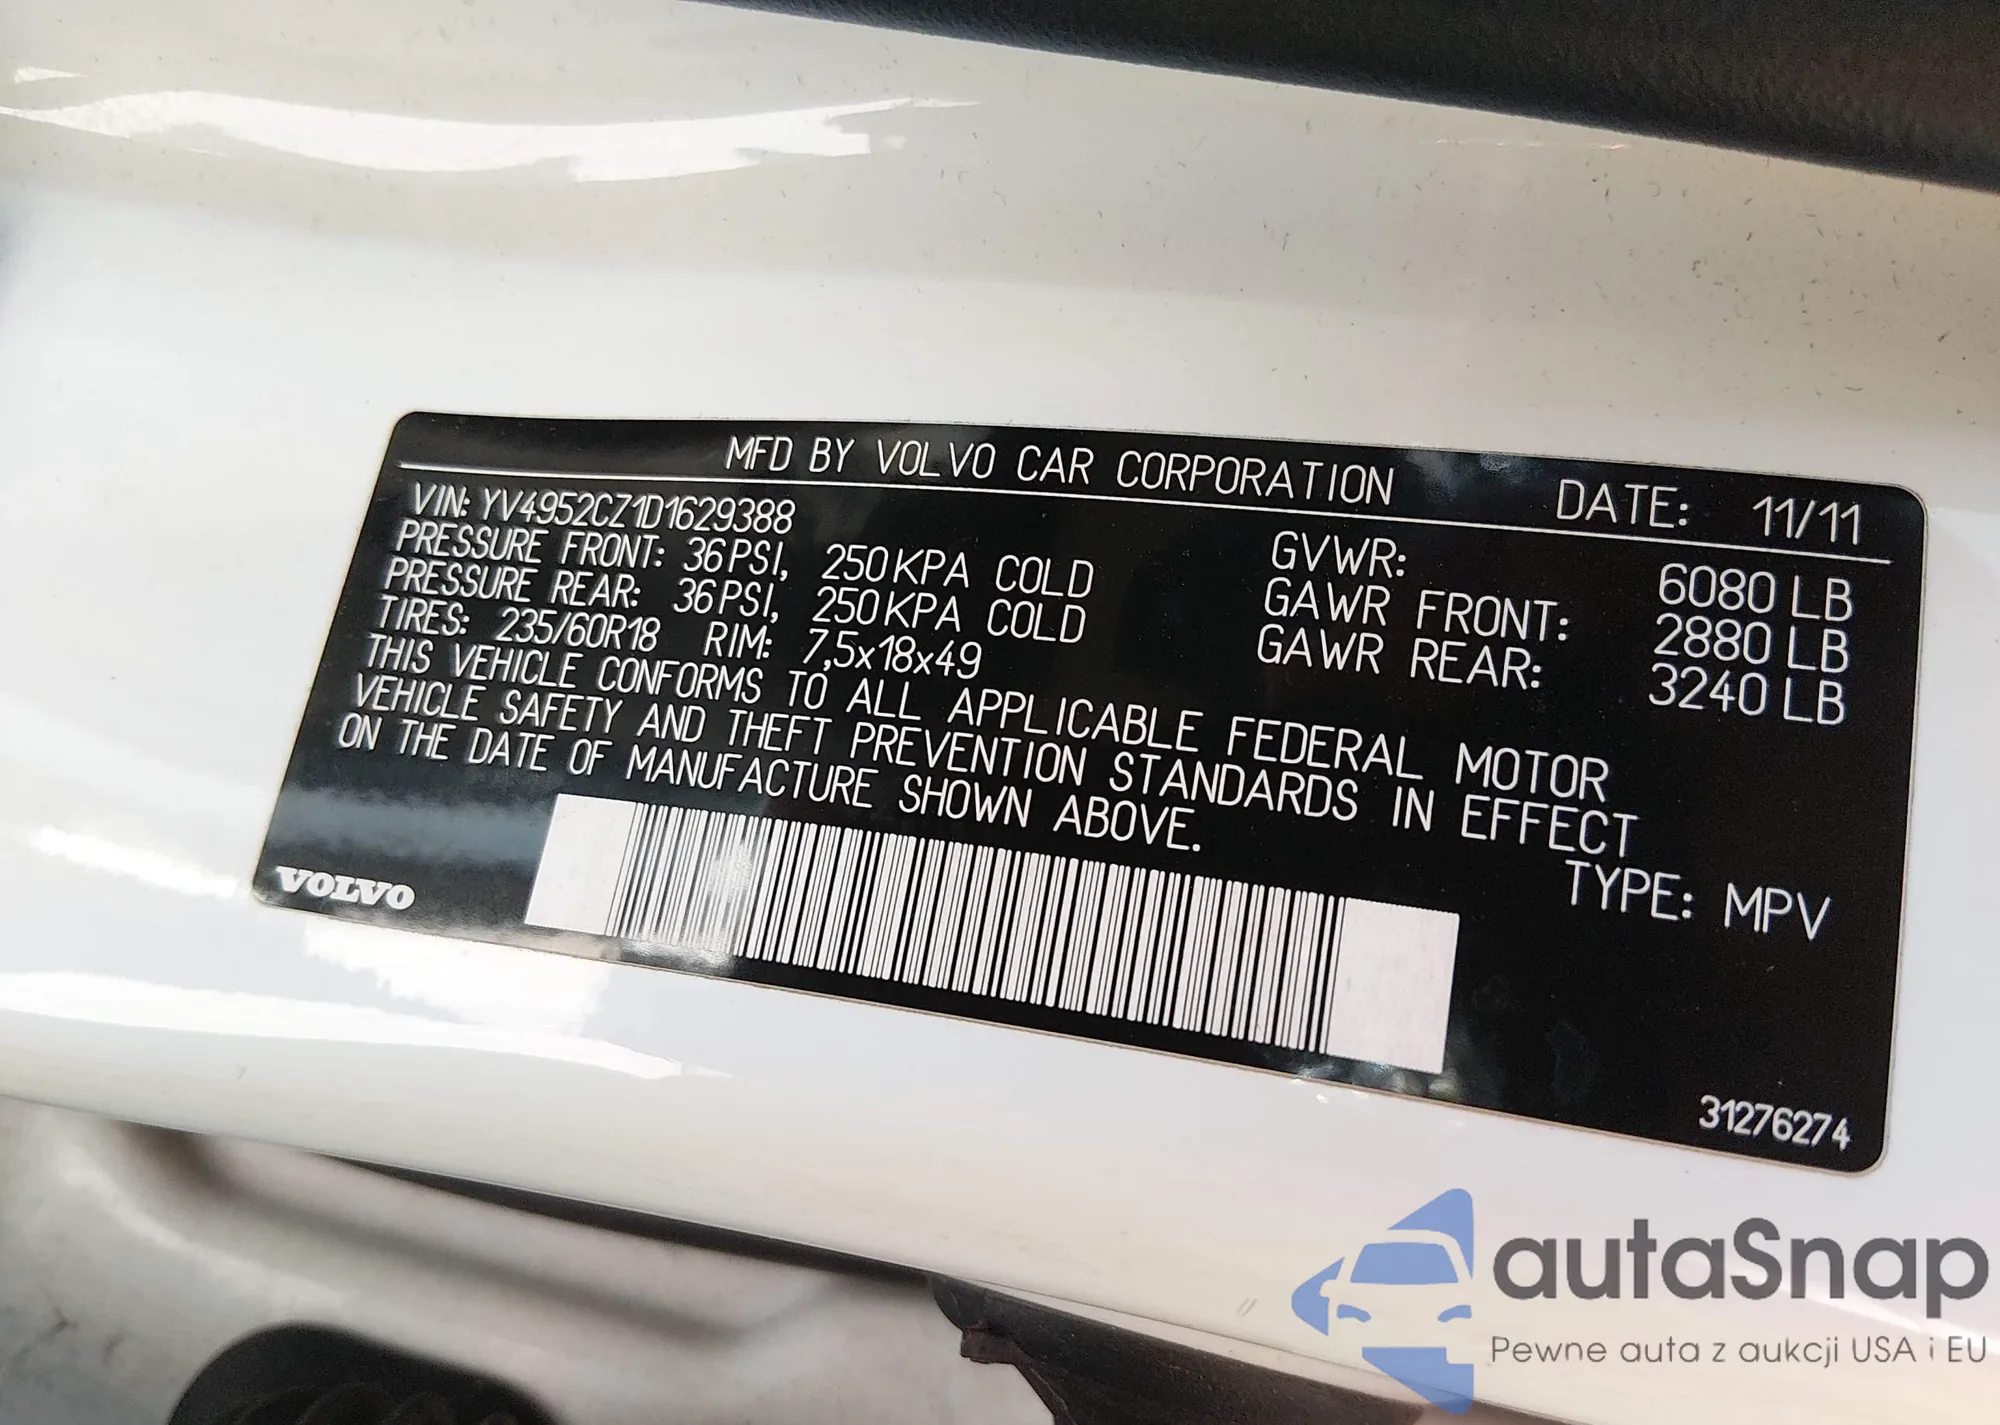 MFD BY VOLVO CAR CORPORATION DATE: 11/11
VIN: YV4952CZ1D1629388 GVWR: 6080 LB
PRESSURE FRONT: 36PSI, 250KPA COLD GAWR FRONT: 2880 LB
PRESSURE REAR: 36PSI, 250KPA COLD GAWR REAR: 3240 LB
TIRES: 235/60R18 RIM: 7,5x18x49
THIS VEHICLE CONFORMS TO ALL APPLICABLE FEDERAL MOTOR
VEHICLE SAFETY AND THEFT PREVENTION STANDARDS IN EFFECT
ON THE DATE OF MANUFACTURE SHOWN ABOVE.
TYPE: MPV
VOLVO
31276274
autaSnap
Pewne auta z aukcji USA i EU